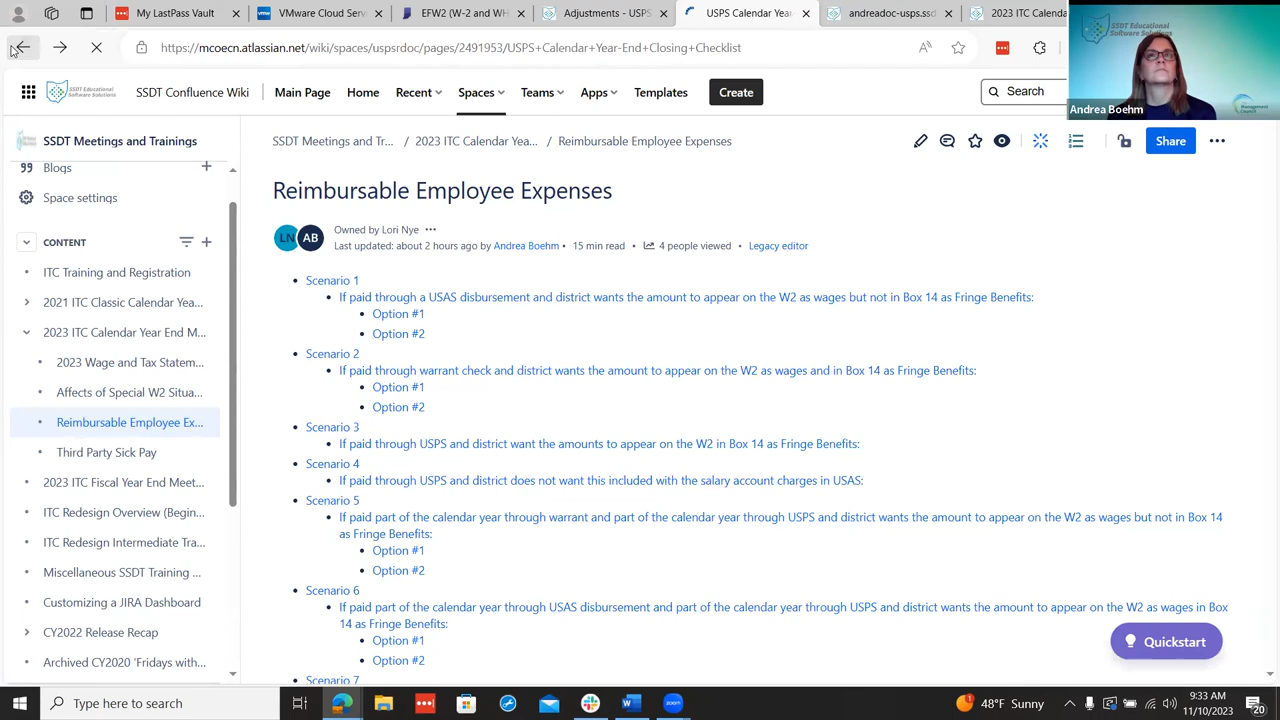 My LastPass Vault
VMware Cloud Serv
EFW2 W-2 and WH
Adjustments - USPS
USPS Calendar Year
andreadoc-usps.ssd
2023 ITC Calenda
https://mcoecn.atlassian.net/wiki/spaces/uspsrdoc/pages/2491953/USPS+Calendar+Year-End+Closing+Checklist
SSDT Educational
Software Solutions
SSDT Confluence Wiki
Main Page
Home
Recent
Spaces
Teams
Apps
Templates
Create
Search
SSDT Educational
Software Solutions
Management
Council
Andrea Boehm
SSDT Meetings and Trainings
Blogs
Space settings
CONTENT
ITC Training and Registration
2021 ITC Classic Calendar Yea...
2023 ITC Calendar Year End M...
2023 Wage and Tax Statem...
Affects of Special W2 Situa...
Reimbursable Employee Ex...
Third Party Sick Pay
2023 ITC Fiscal Year End Meet...
ITC Redesign Overview (Begin...
ITC Redesign Intermediate Tra...
Miscellaneous SSDT Training ...
Customizing a JIRA Dashboard
CY2022 Release Recap
Archived CY2020 'Fridays with...
SSDT Meetings and Tr... / 2023 ITC Calendar Yea... / Reimbursable Employee Expenses
Share
Reimbursable Employee Expenses
LN AB
Owned by Lori Nye
Last updated: about 2 hours ago by Andrea Boehm • 15 min read • 4 people viewed • Legacy editor
Scenario 1
If paid through a USAS disbursement and district wants the amount to appear on the W2 as wages but not in Box 14 as Fringe Benefits:
Option #1
Option #2
Scenario 2
If paid through warrant check and district wants the amount to appear on the W2 as wages and in Box 14 as Fringe Benefits:
Option #1
Option #2
Scenario 3
If paid through USPS and district want the amounts to appear on the W2 in Box 14 as Fringe Benefits:
Scenario 4
If paid through USPS and district does not want this included with the salary account charges in USAS:
Scenario 5
If paid part of the calendar year through warrant and part of the calendar year through USPS and district wants the amount to appear on the W2 as wages but not in Box 14
as Fringe Benefits:
Option #1
Option #2
Scenario 6
If paid part of the calendar year through USAS disbursement and part of the calendar year through USPS and district wants the amount to appear on the W2 as wages in Box
14 as Fringe Benefits:
Option #1
Option #2
Scenario 7
Quickstart
Type here to search
1
48°F Sunny
9:33 AM
11/10/2023
20